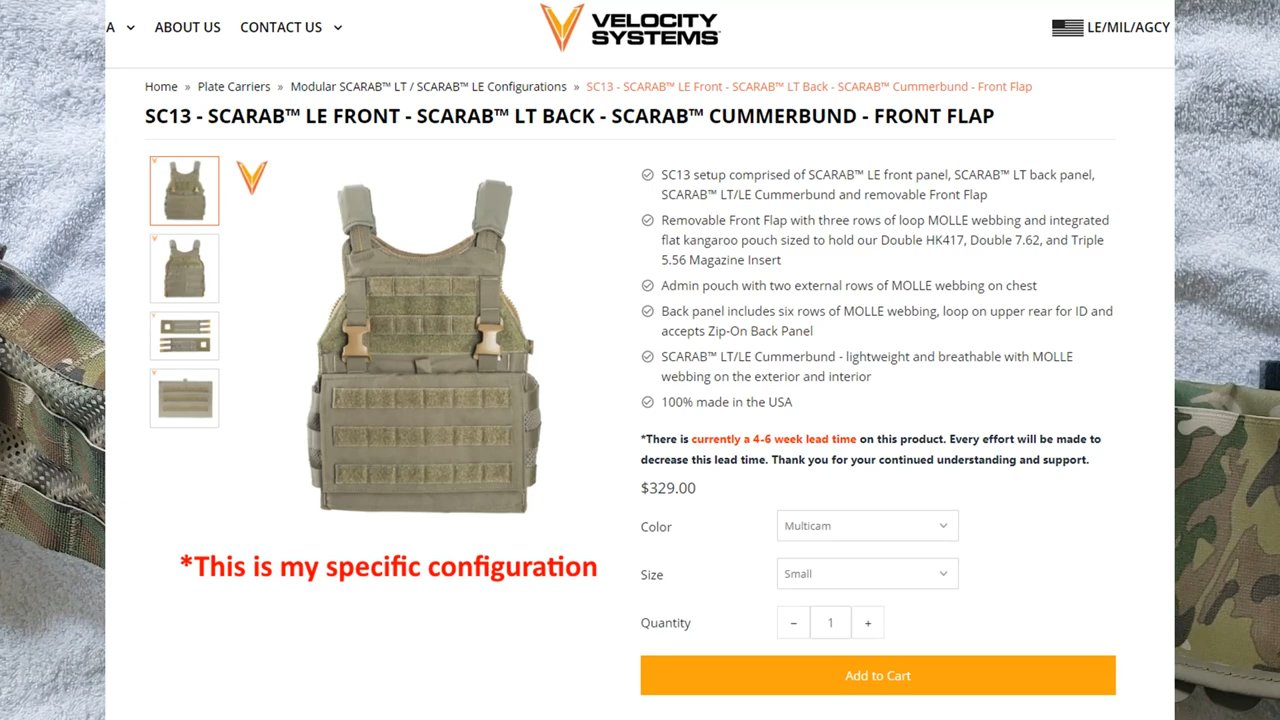 A
ABOUT US
CONTACT US
VELOCITY
SYSTEMS
LE/MIL/AGCY
Home » Plate Carriers » Modular SCARAB™ LT / SCARAB™ LE Configurations » SC13 - SCARAB™ LE Front - SCARAB™ LT Back - SCARAB™ Cummerbund - Front Flap
SC13 - SCARAB™ LE FRONT - SCARAB™ LT BACK - SCARAB™ CUMMERBUND - FRONT FLAP
SC13 setup comprised of SCARAB™ LE front panel, SCARAB™ LT back panel,
SCARAB™ LT/LE Cummerbund and removable Front Flap
Removable Front Flap with three rows of loop MOLLE webbing and integrated
flat kangaroo pouch sized to hold our Double HK417, Double 7.62, and Triple
5.56 Magazine Insert
Admin pouch with two external rows of MOLLE webbing on chest
Back panel includes six rows of MOLLE webbing, loop on upper rear for ID and
accepts Zip-On Back Panel
SCARAB™ LT/LE Cummerbund - lightweight and breathable with MOLLE
webbing on the exterior and interior
100% made in the USA
*There is currently a 4-6 week lead time on this product. Every effort will be made to
decrease this lead time. Thank you for your continued understanding and support.
$329.00
Color
Multicam
*This is my specific configuration
Size
Small
Quantity
− 1 +
Add to Cart